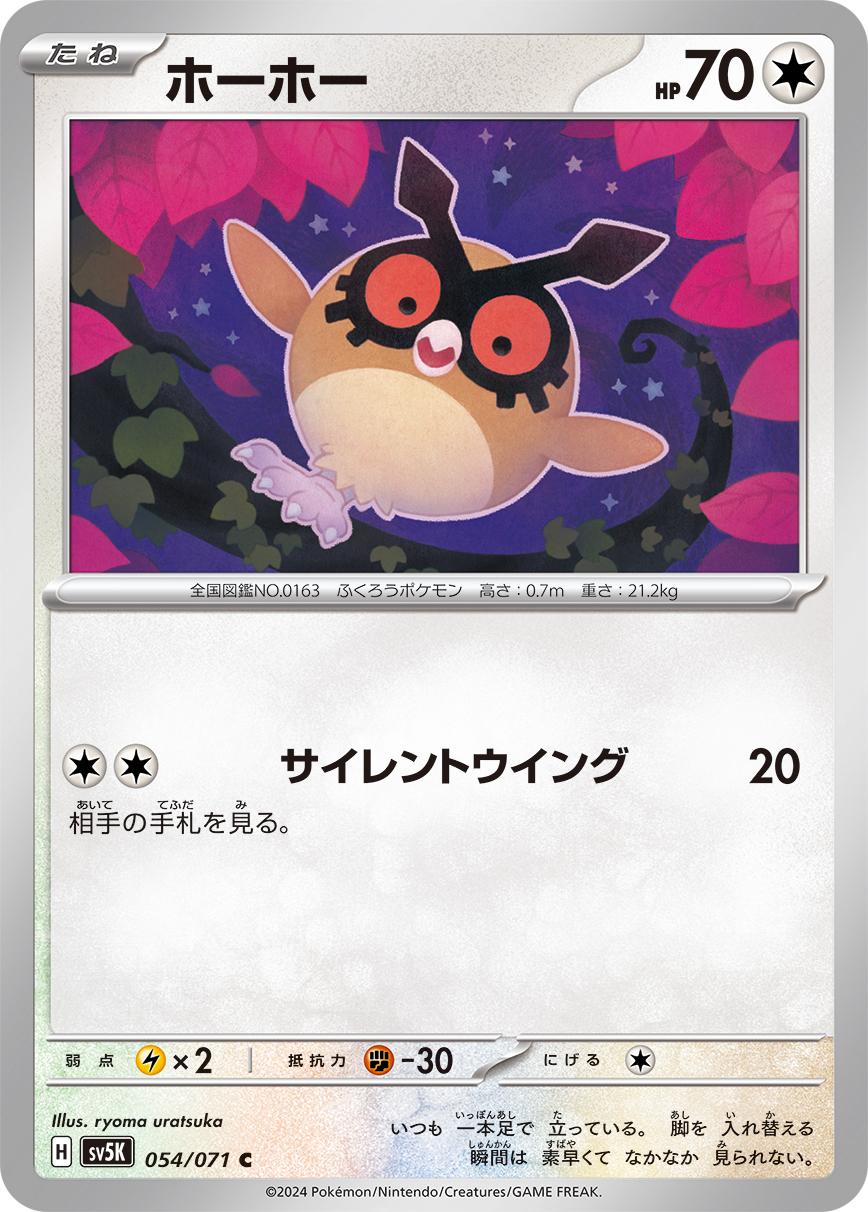 たね
ホーホー
HP70
全国図鑑NO.0163　ふくろうポケモン　高さ：0.7m　重さ：21.2kg
サイレントウイング 20
相手の手札を見る。
弱点 ×2 抵抗力 -30 にげる
Illus. ryoma uratsuka
H sv5K 054/071 C
いつも 一本足で 立っている。 脚を 入れ替える
瞬間は 素早くて なかなか 見られない。
©2024 Pokémon/Nintendo/Creatures/GAME FREAK.